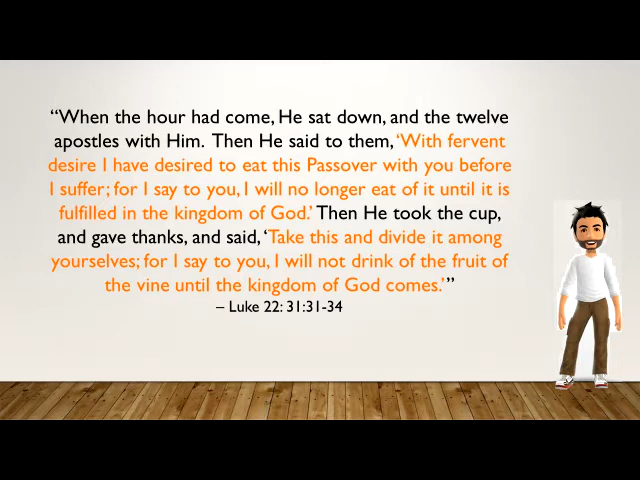 “When the hour had come, He sat down, and the twelve
apostles with Him. Then He said to them, ‘With fervent
desire I have desired to eat this Passover with you before
I suffer; for I say to you, I will no longer eat of it until it is
fulfilled in the kingdom of God.’ Then He took the cup,
and gave thanks, and said, ‘Take this and divide it among
yourselves; for I say to you, I will not drink of the fruit of
the vine until the kingdom of God comes.’”
– Luke 22: 31:31-34